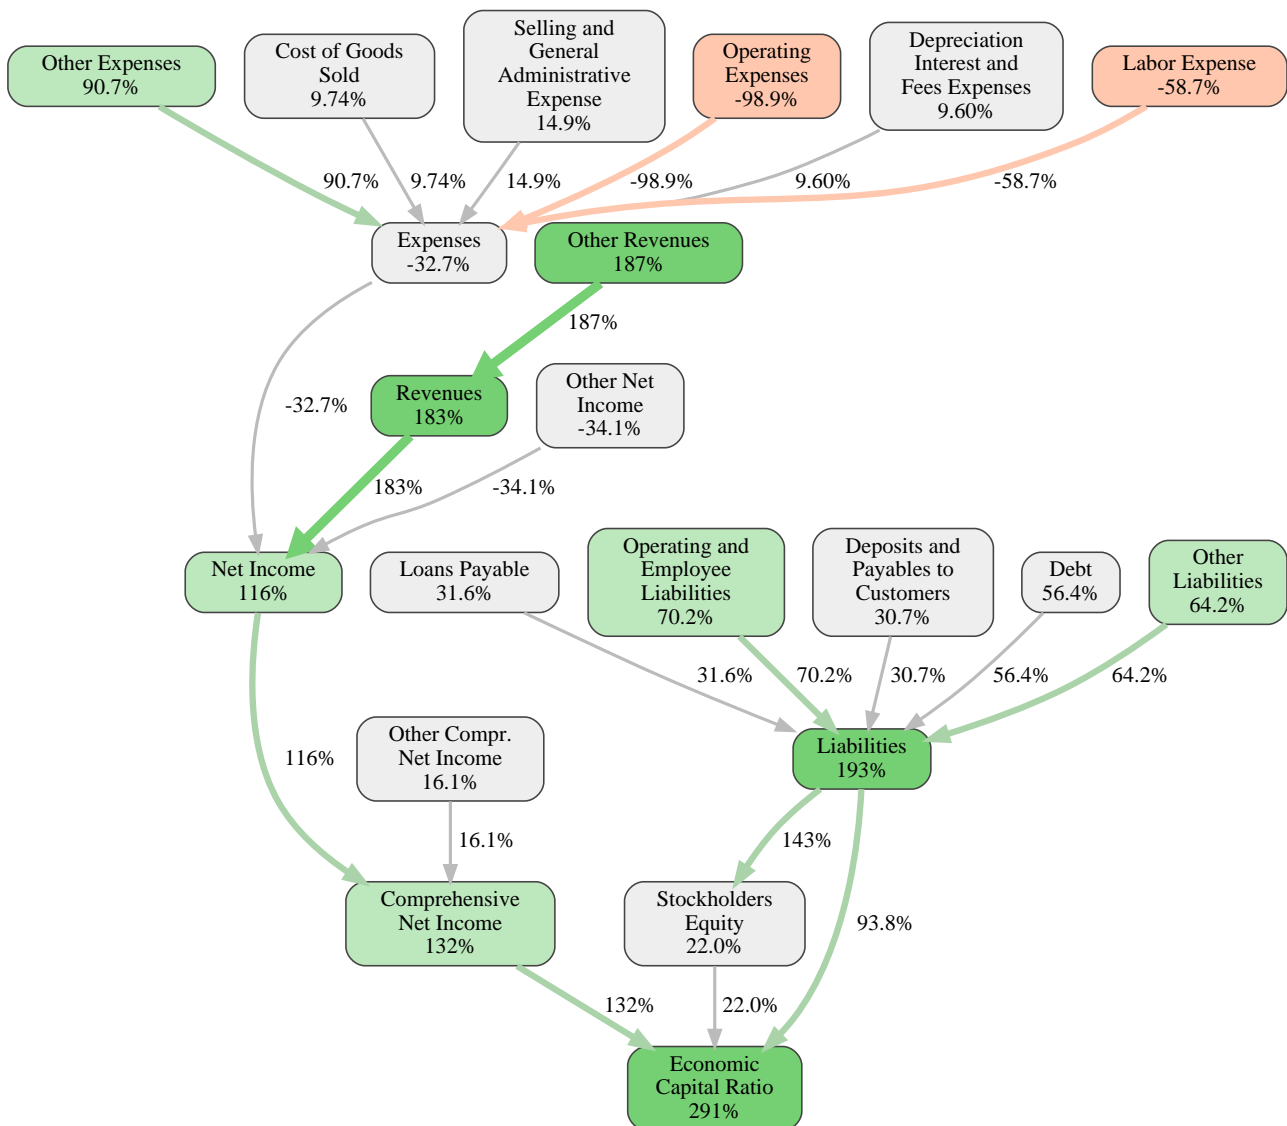 Other Expenses
90.7%
Cost of Goods
Sold
9.74%
Selling and
General
Administrative
Expense
14.9%
Operating
Expenses
-98.9%
Depreciation
Interest and
Fees Expenses
9.60%
Labor Expense
-58.7%
90.7%
9.74%
14.9%
-98.9%
9.60%
-58.7%
Expenses
-32.7%
Other Revenues
187%
187%
Revenues
183%
Other Net
Income
-34.1%
-32.7%
183%
-34.1%
Net Income
116%
Loans Payable
31.6%
Operating and
Employee
Liabilities
70.2%
Deposits and
Payables to
Customers
30.7%
Debt
56.4%
Other
Liabilities
64.2%
31.6%
70.2%
30.7%
56.4%
64.2%
116%
Other Compr.
Net Income
16.1%
Liabilities
193%
16.1%
143%
93.8%
Comprehensive
Net Income
132%
Stockholders
Equity
22.0%
132%
22.0%
Economic
Capital Ratio
291%